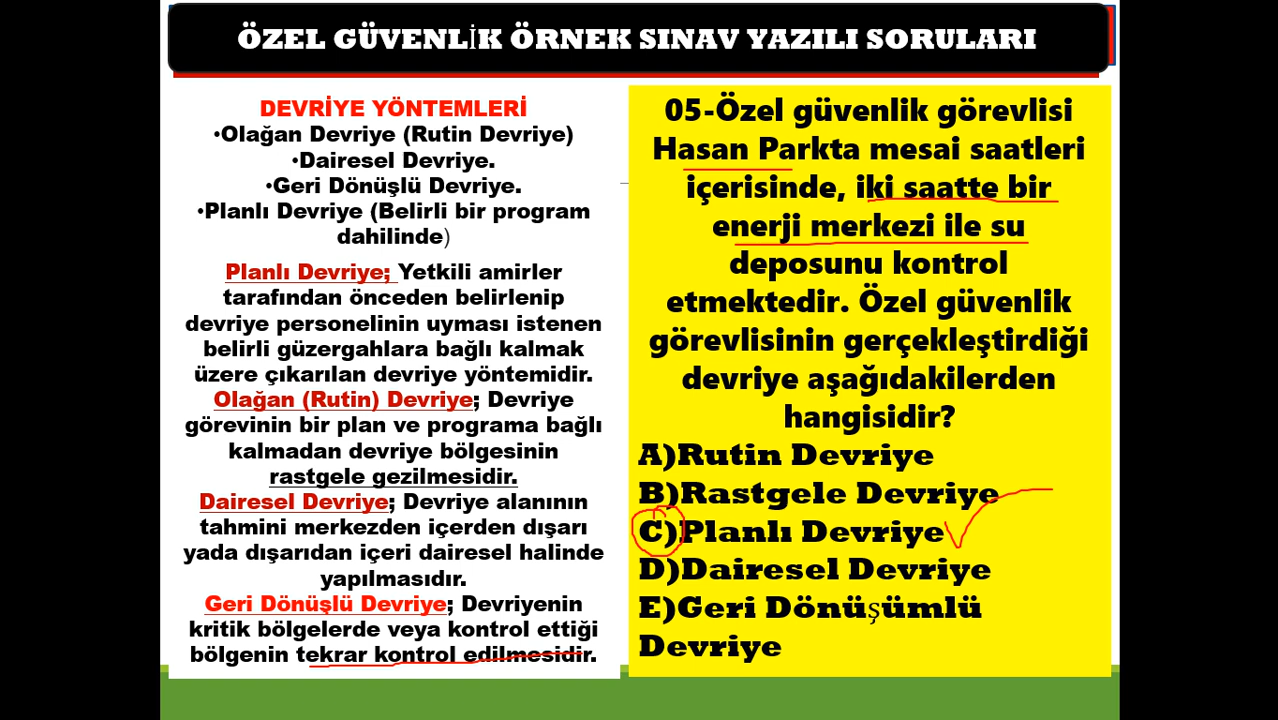 ÖZEL GÜVENLİK ÖRNEK SINAV YAZILI SORULARI
DEVRİYE YÖNTEMLERİ
•Olağan Devriye (Rutin Devriye)
•Dairesel Devriye.
•Geri Dönüşlü Devriye.
•Planlı Devriye (Belirli bir program
dahilinde)
Planlı Devriye; Yetkili amirler
tarafından önceden belirlenip
devriye personelinin uyması istenen
belirli güzergahlara bağlı kalmak
üzere çıkarılan devriye yöntemidir.
Olağan (Rutin) Devriye; Devriye
görevinin bir plan ve programa bağlı
kalmadan devriye bölgesinin
rastgele gezilmesidir.
Dairesel Devriye; Devriye alanının
tahmini merkezden içerden dışarı
yada dışarıdan içeri dairesel halinde
yapılmasıdır.
Geri Dönüşlü Devriye; Devriyenin
kritik bölgelerde veya kontrol ettiği
bölgenin tekrar kontrol edilmesidir.
05-Özel güvenlik görevlisi
Hasan Parkta mesai saatleri
içerisinde, iki saatte bir
enerji merkezi ile su
deposunu kontrol
etmektedir. Özel güvenlik
görevlisinin gerçekleştirdiği
devriye aşağıdakilerden
hangisidir?
A)Rutin Devriye
B)Rastgele Devriye
C)Planlı Devriye
D)Dairesel Devriye
E)Geri Dönüşümlü
Devriye